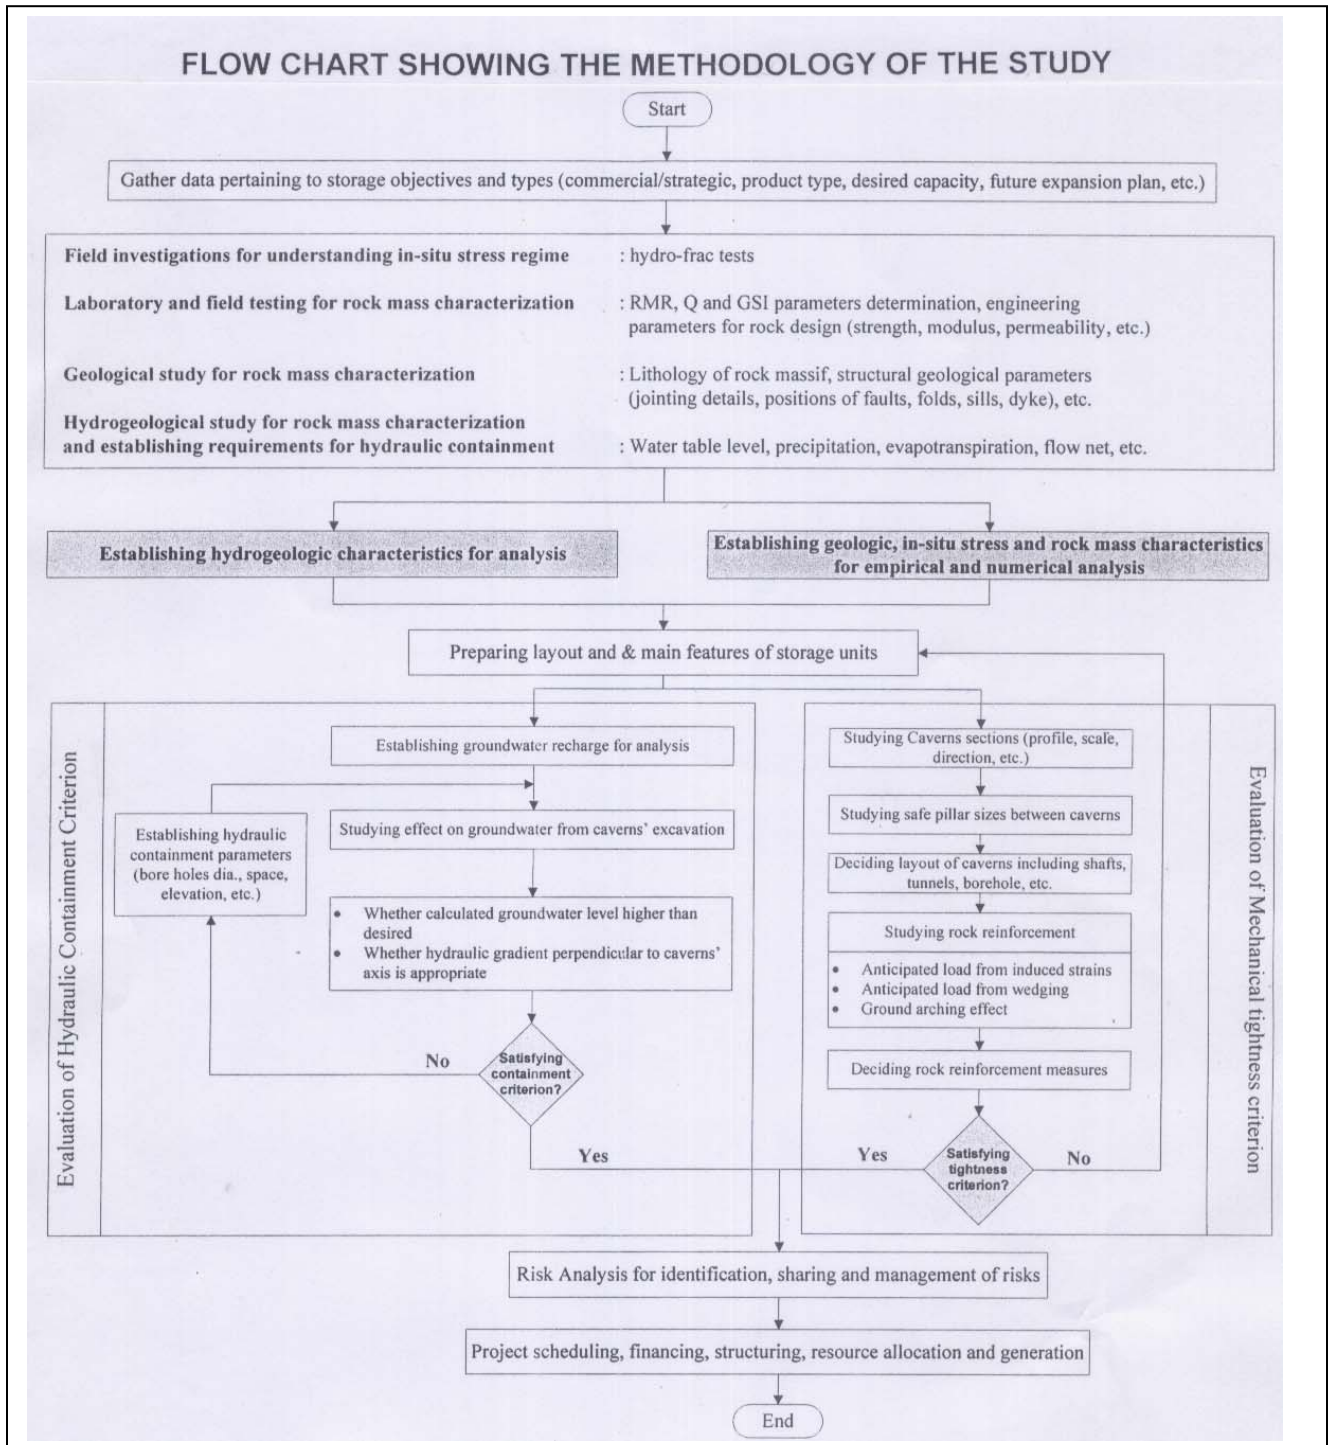 FLOW CHART SHOWING THE METHODOLOGY OF THE STUDY
Start
Gather data pertaining to storage objectives and types (commercial/strategic, product type, desired capacity, future expansion plan, etc.)
Field investigations for understanding in-situ stress regime : hydro-frac tests
Laboratory and field testing for rock mass characterization : RMR, Q and GSI parameters determination, engineering
parameters for rock design (strength, modulus, permeability, etc.)
Geological study for rock mass characterization : Lithology of rock massif, structural geological parameters
(jointing details, positions of faults, folds, sills, dyke), etc.
Hydrogeological study for rock mass characterization
and establishing requirements for hydraulic containment : Water table level, precipitation, evapotranspiration, flow net, etc.
Establishing hydrogeologic characteristics for analysis
Establishing geologic, in-situ stress and rock mass characteristics
for empirical and numerical analysis
Preparing layout and & main features of storage units
Evaluation of Hydraulic Containment Criterion
Establishing groundwater recharge for analysis
Studying effect on groundwater from caverns' excavation
Establishing hydraulic
containment parameters
(bore holes dia., space,
elevation, etc.)
• Whether calculated groundwater level higher than
desired
• Whether hydraulic gradient perpendicular to caverns'
axis is appropriate
Satisfying
containment
criterion?
No
Yes
Studying Caverns sections (profile, scale,
direction, etc.)
Studying safe pillar sizes between caverns
Deciding layout of caverns including shafts,
tunnels, borehole, etc.
Studying rock reinforcement
• Anticipated load from induced strains
• Anticipated load from wedging
• Ground arching effect
Deciding rock reinforcement measures
Satisfying
tightness
criterion?
Yes
No
Evaluation of Mechanical tightness criterion
Risk Analysis for identification, sharing and management of risks
Project scheduling, financing, structuring, resource allocation and generation
End